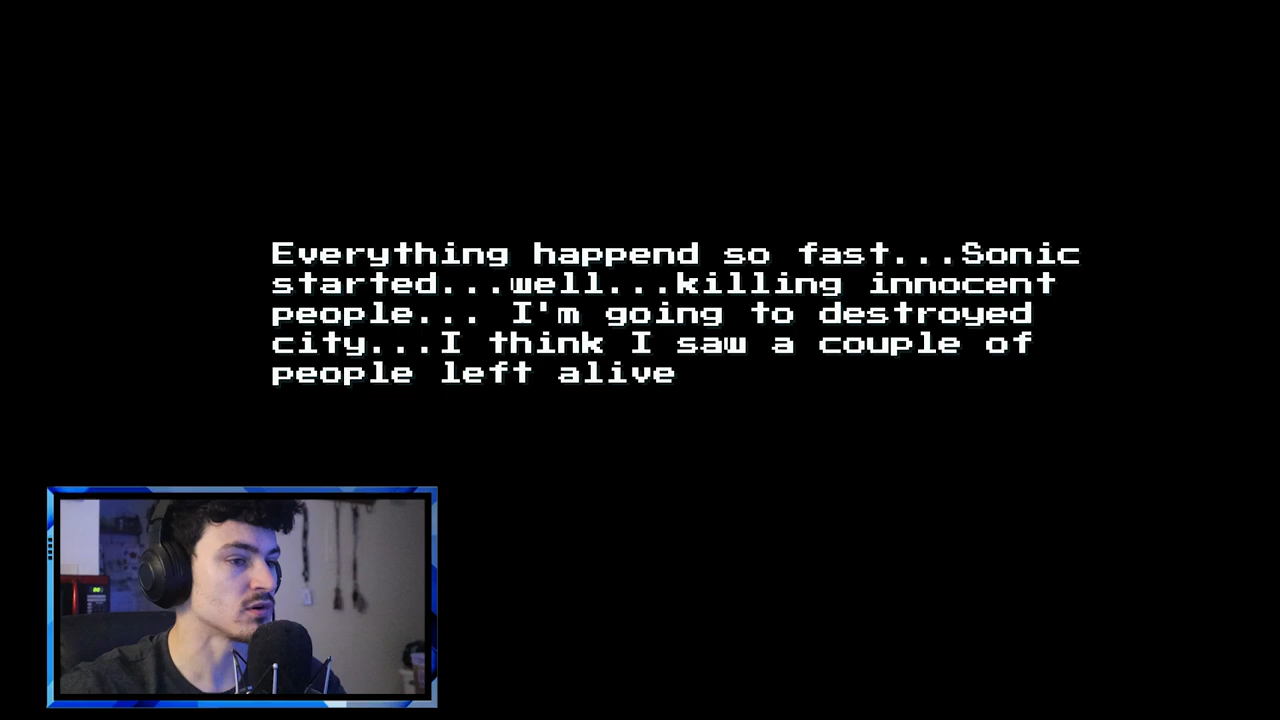 Everything happend so fast...Sonic
started...well...killing innocent
people... I'm going to destroyed
city...I think I saw a couple of
people left alive